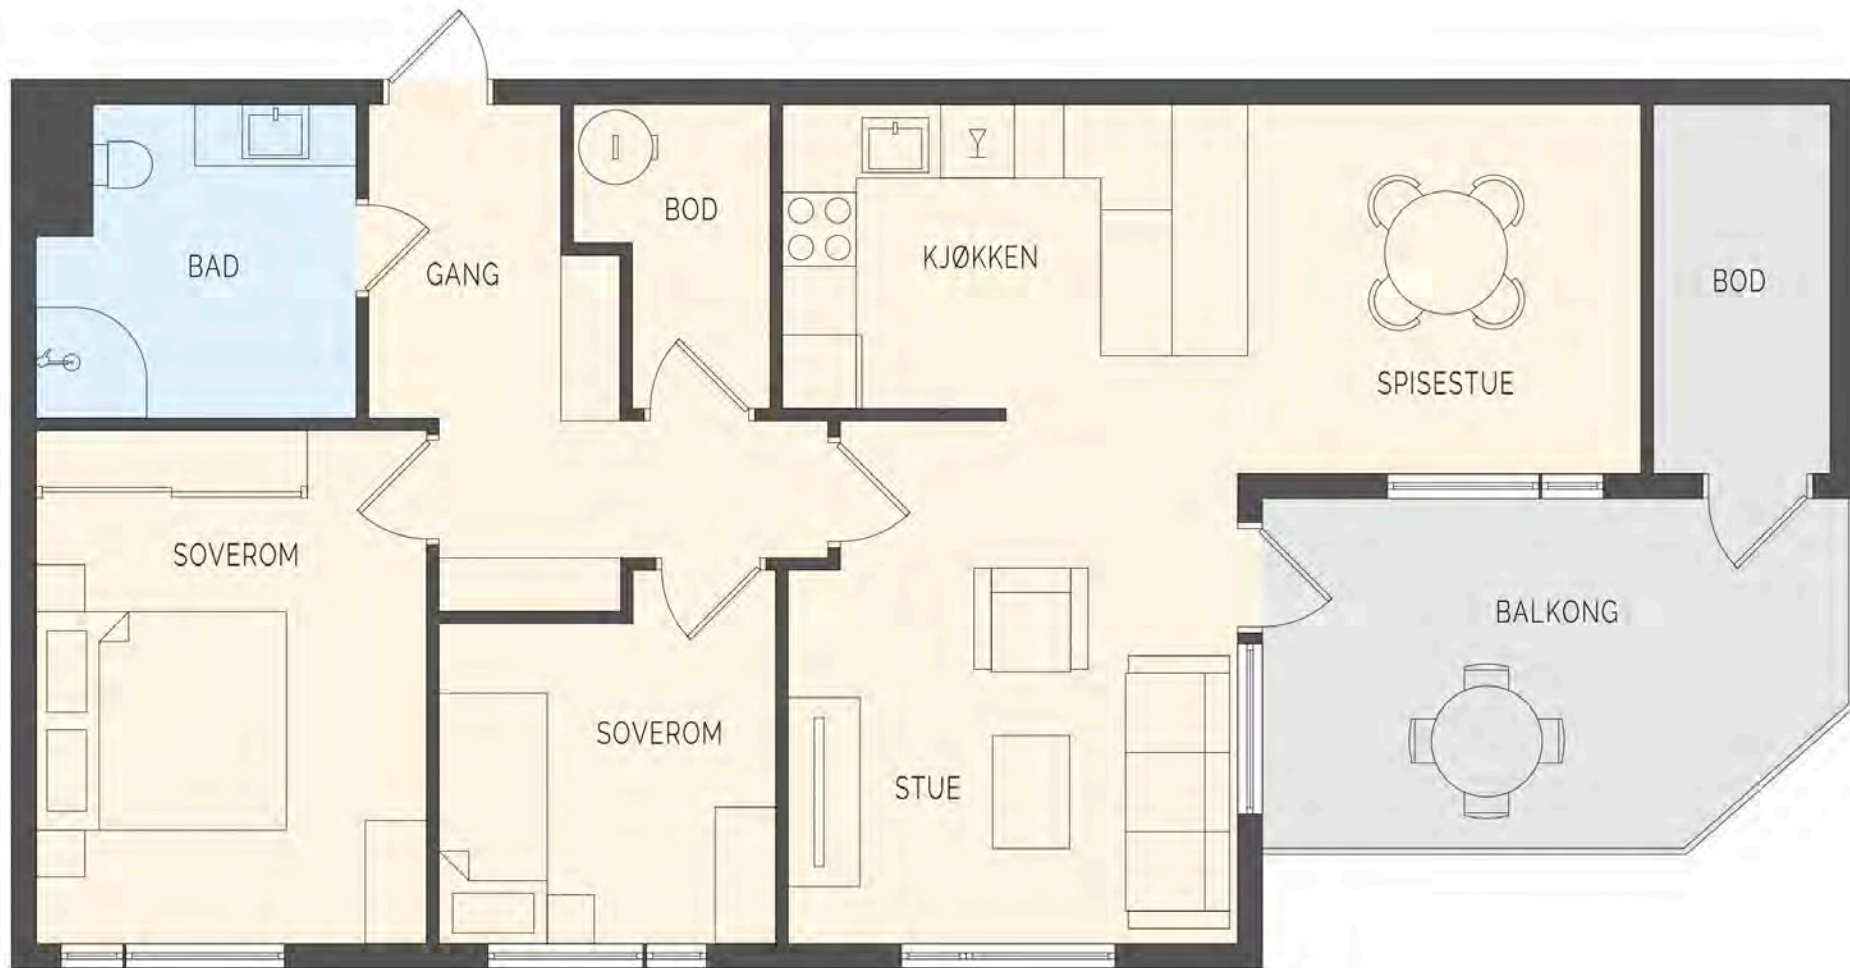 BOD
KJØKKEN
BAD
GANG
BOD
SPISESTUE
SOVEROM
BALKONG
SOVEROM
STUE